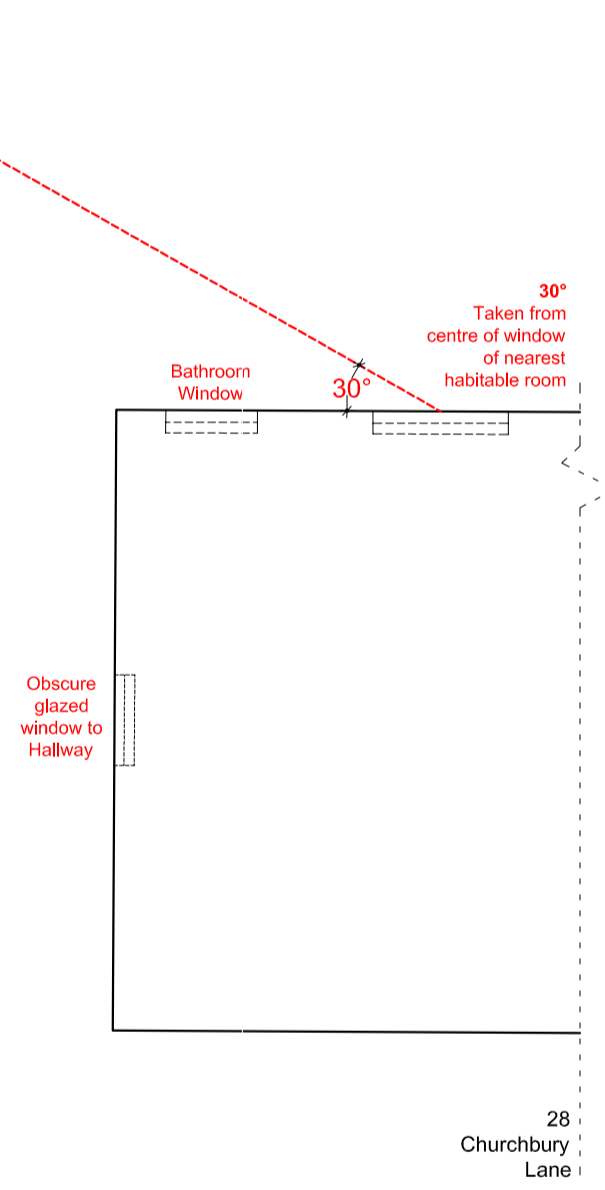 30°
Taken from
centre of window
of nearest
habitable room
Bathroom
Window
30°
Obscure
glazed
window to
Hallway
28
Churchbury
Lane